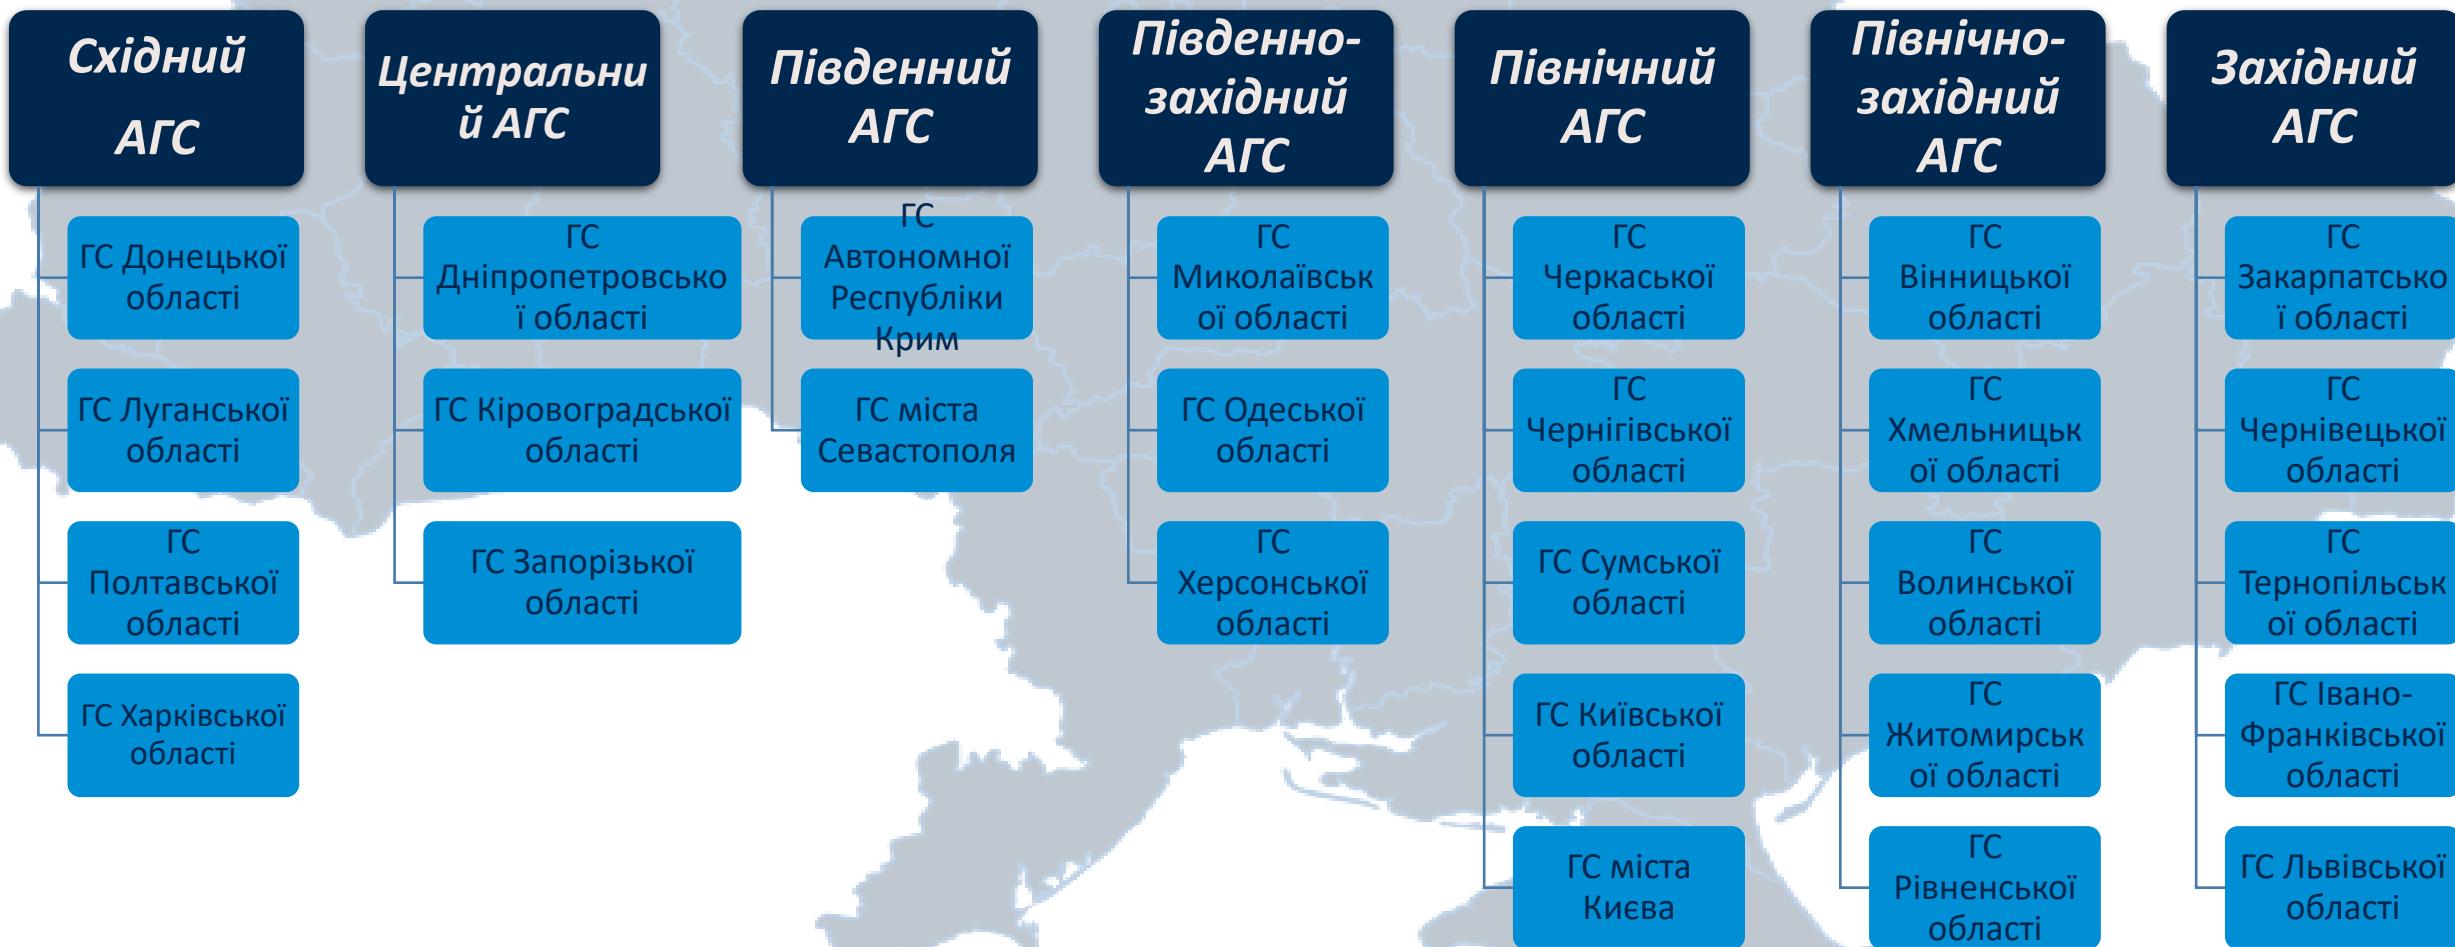 Східний
АГС
ГС Донецької
області
ГС Луганської
області
ГС
Полтавської
області
ГС Харківської
області
Центральни
й АГС
ГС
Дніпропетровсько
ї області
ГС Кіровоградської
області
ГС Запорізької
області
Південний
АГС
ГС
Автономної
Республіки
Крим
ГС міста
Севастополя
Південно-
західний
АГС
ГС
Миколаївськ
ої області
ГС Одеської
області
ГС
Херсонської
області
Північний
АГС
ГС
Черкаської
області
ГС
Чернігівської
області
ГС Сумської
області
ГС Київської
області
ГС міста
Києва
Північно-
західний
АГС
ГС
Вінницької
області
ГС
Хмельницьк
ої області
ГС
Волинської
області
ГС
Житомирськ
ої області
ГС
Рівненської
області
Західний
АГС
ГС
Закарпатсько
ї області
ГС
Чернівецької
області
ГС
Тернопільськ
ої області
ГС Івано-
Франківської
області
ГС Львівської
області